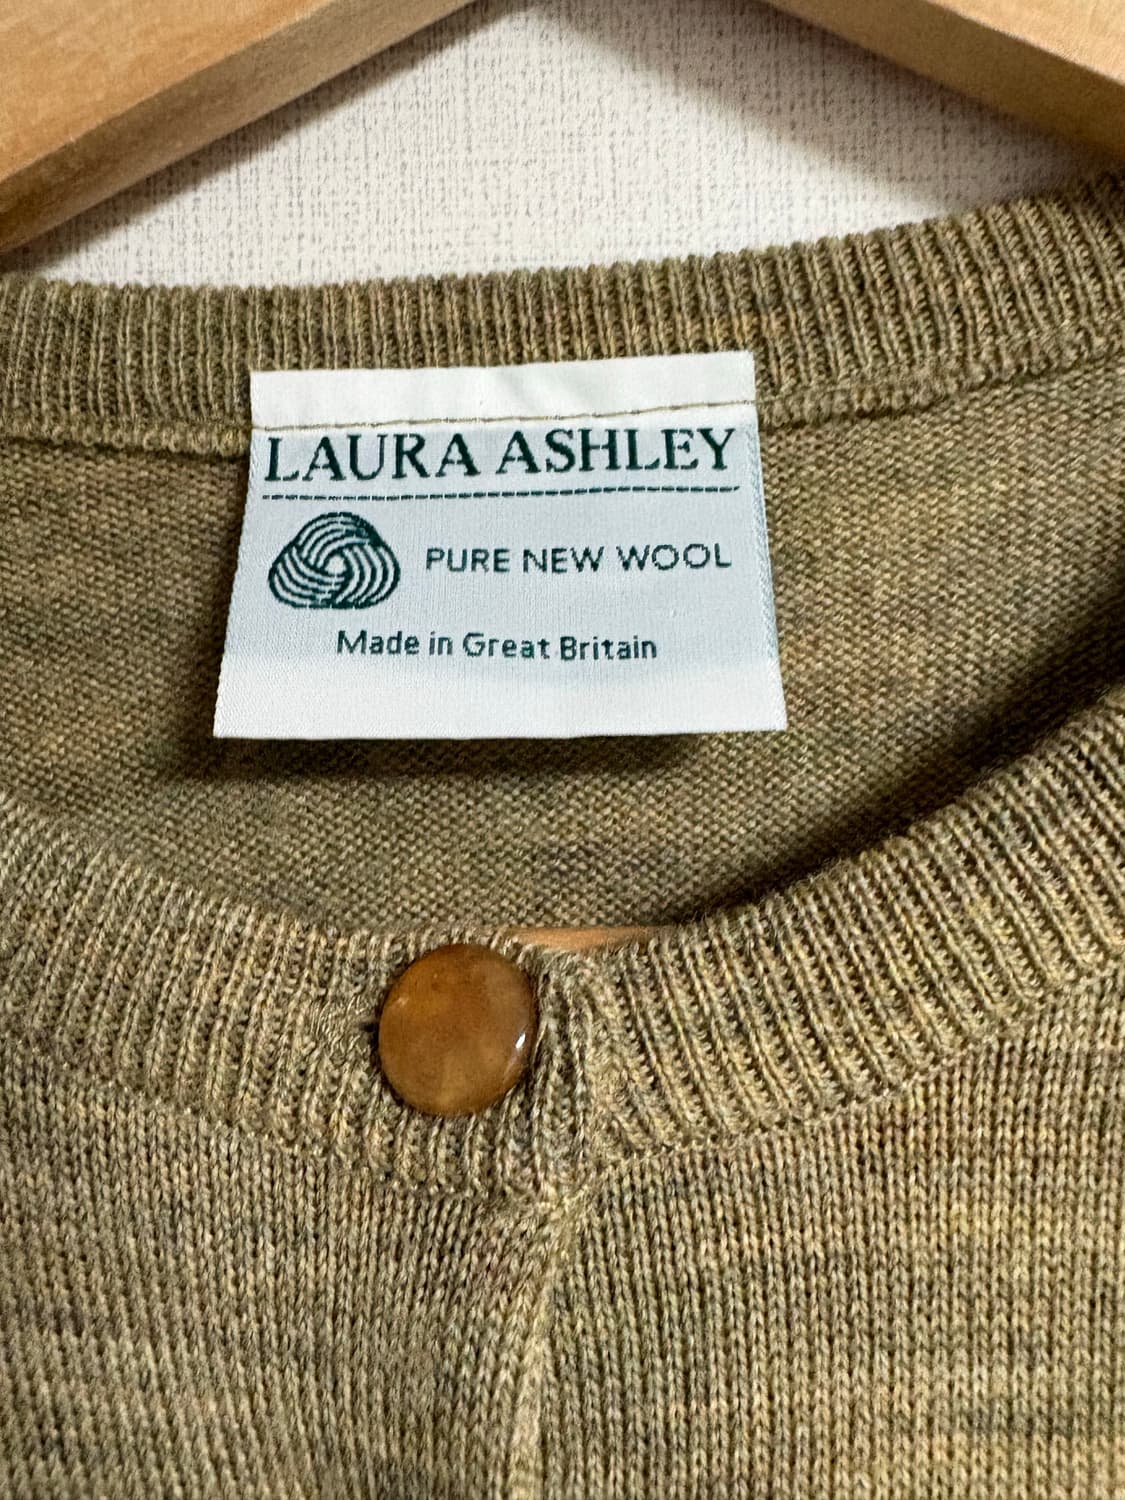 LAURA ASHLEY
PURE NEW WOOL
Made in Great Britain